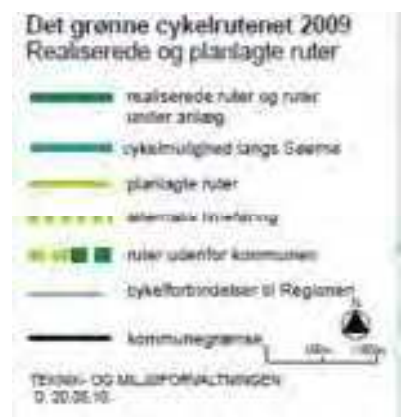 Det grønne cykelrutenet 2009
Realiserede og planlagte ruter
realiserede ruter og ruter
under anlæg
cykelmulighed langs Søerne
planlagte ruter
alternativ linieføring
ruter udenfor kommunen
cykelforbindelser til Regionen
kommunegrænse
TEKNIK- OG MILJØFORVALTNINGEN